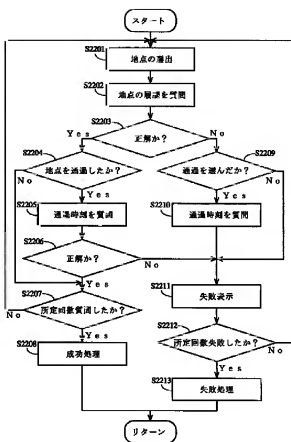 スタート
S2201
地点の選出
S2202
地点の履歴を質問
S2203
正解か？
Yes
No
S2204
地点を通過したか？
No
Yes
S2209
通過を選んだか？
No
Yes
S2205
通過時刻を質問
S2210
通過時刻を質問
S2206
正解か？
No
Yes
S2207
所定回数質問したか？
No
Yes
S2211
失敗表示
S2212
所定回数失敗したか？
No
Yes
S2208
成功処理
S2213
失敗処理
リターン